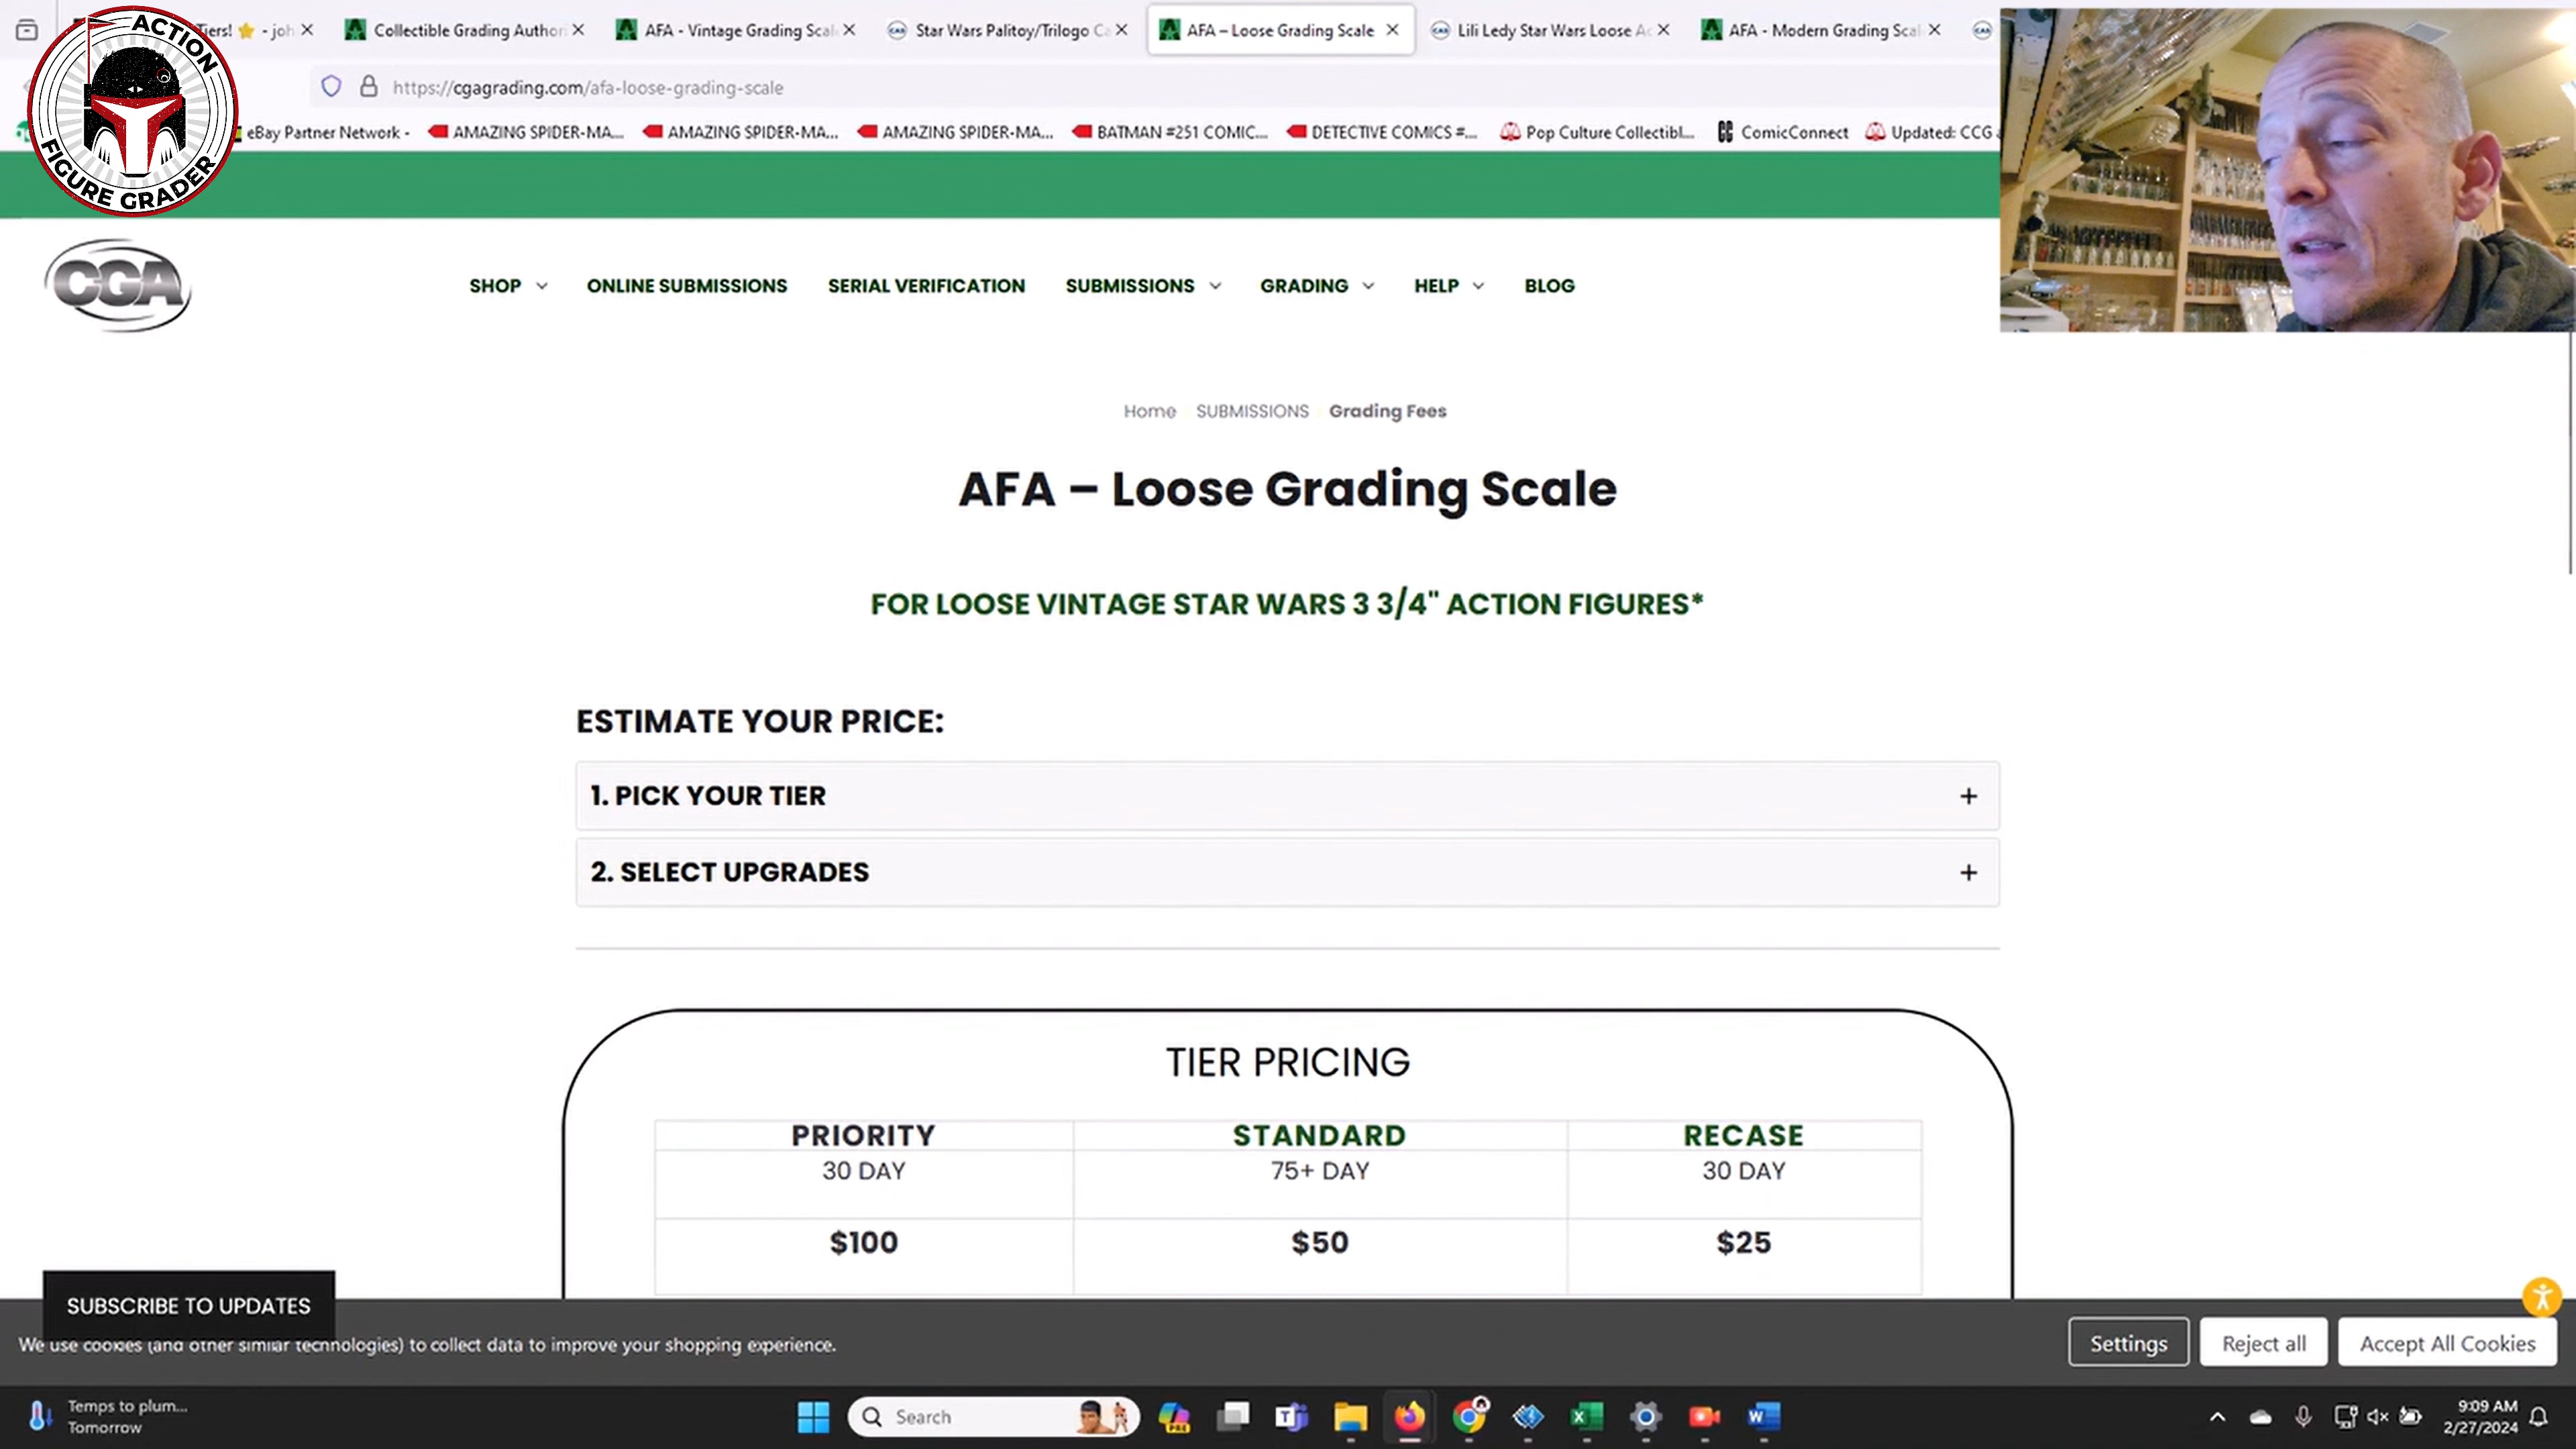 ACTION
FIGURE GRADER
Tiers! ⭐ - joh
Collectible Grading Author
AFA - Vintage Grading Scal
Star Wars Palitoy/Trilogo Ca
AFA – Loose Grading Scale
Lili Ledy Star Wars Loose Ac
AFA - Modern Grading Scal
https://cgagrading.com/afa-loose-grading-scale
eBay Partner Network -
AMAZING SPIDER-MA...
AMAZING SPIDER-MA...
AMAZING SPIDER-MA...
BATMAN #251 COMIC...
DETECTIVE COMICS #...
Pop Culture Collectibl...
ComicConnect
Updated: CCG
CGA
SHOP
ONLINE SUBMISSIONS
SERIAL VERIFICATION
SUBMISSIONS
GRADING
HELP
BLOG
Home SUBMISSIONS Grading Fees
AFA – Loose Grading Scale
FOR LOOSE VINTAGE STAR WARS 3 3/4" ACTION FIGURES*
ESTIMATE YOUR PRICE:
1. PICK YOUR TIER +
2. SELECT UPGRADES +
TIER PRICING
PRIORITY STANDARD RECASE
30 DAY 75+ DAY 30 DAY
$100 $50 $25
SUBSCRIBE TO UPDATES
We use cookies (and other similar technologies) to collect data to improve your shopping experience.
Settings
Reject all
Accept All Cookies
Temps to plum...
Tomorrow
Search
PRE
9:09 AM
2/27/2024